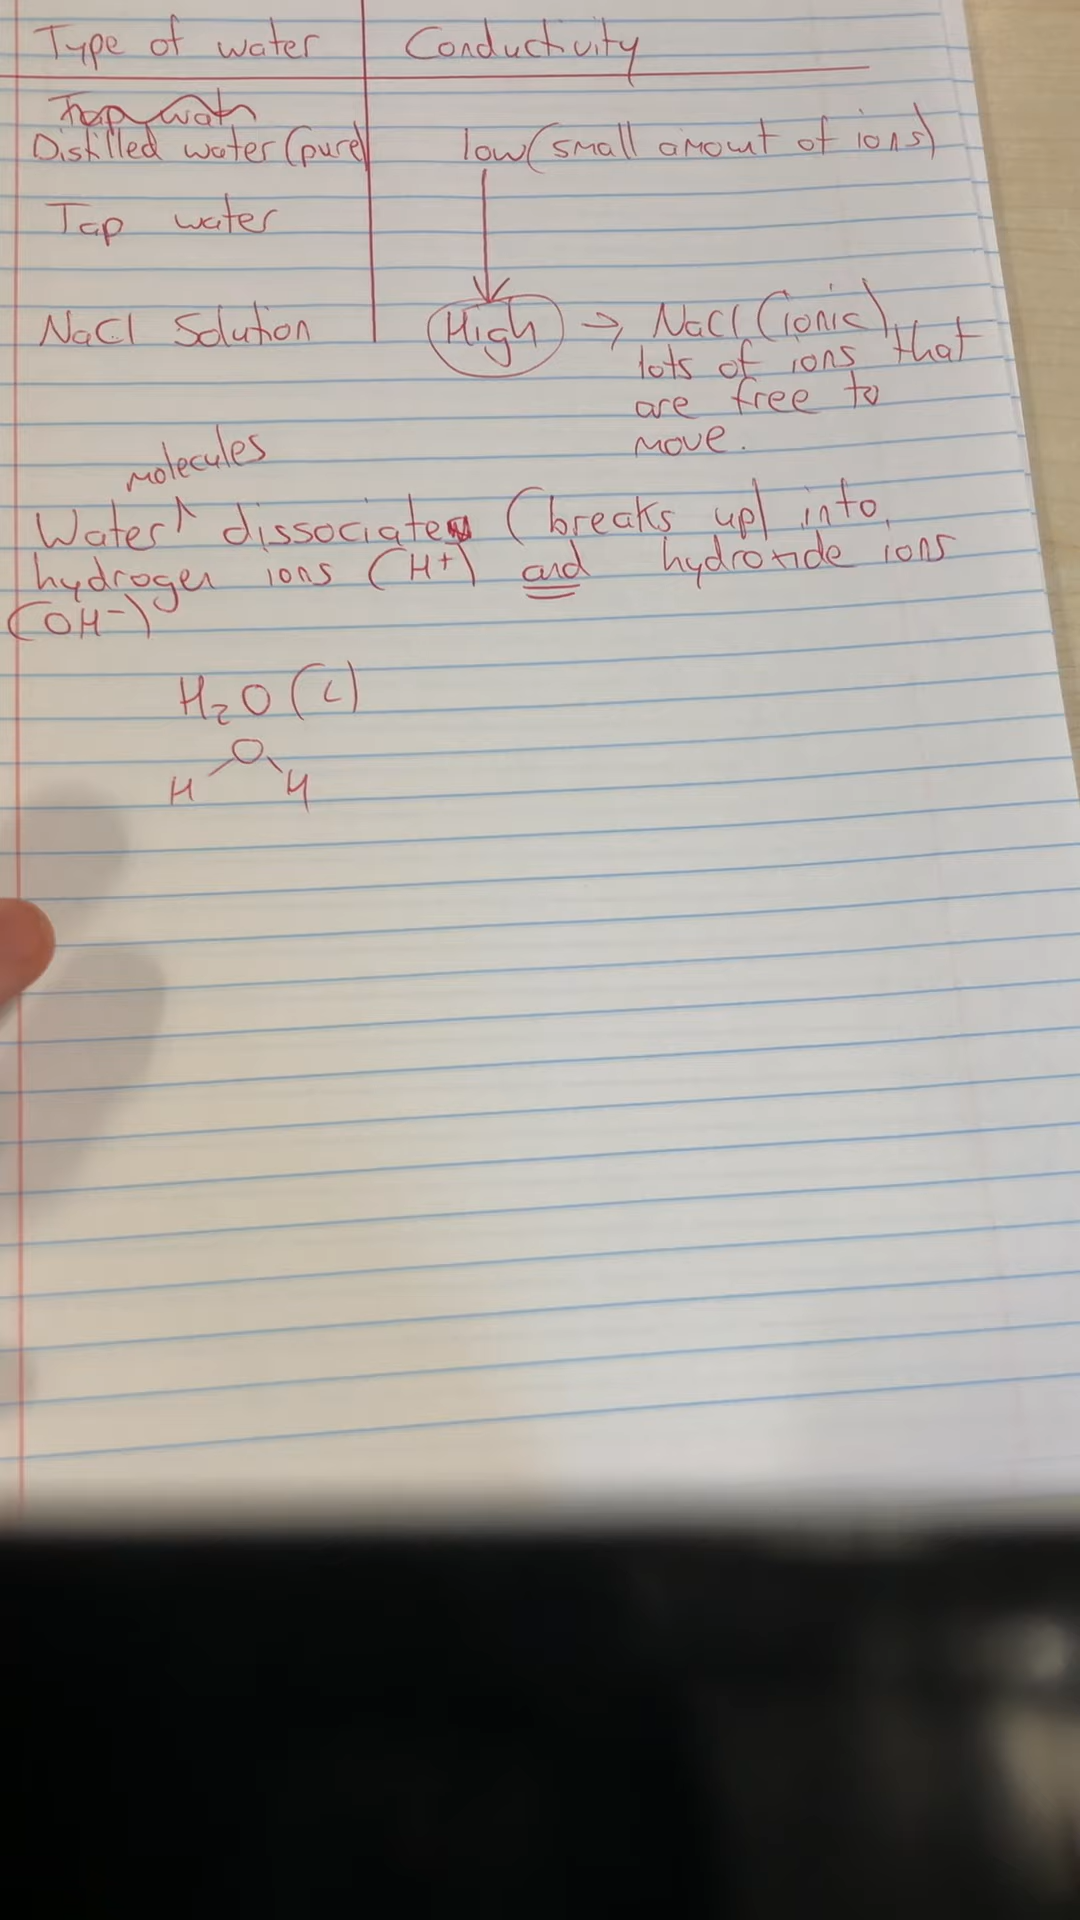 Type of water Conductivity
Tap wat
Distilled water (pure) low (small amount of ions)
Tap water
NaCl Solution High → NaCl (ionic),
lots of ions that
are free to
move.
molecules
Water ^ dissociate (breaks up) into
hydrogen ions (H+) and hydroxide ions
(OH-)
H₂O (L)
O
H H